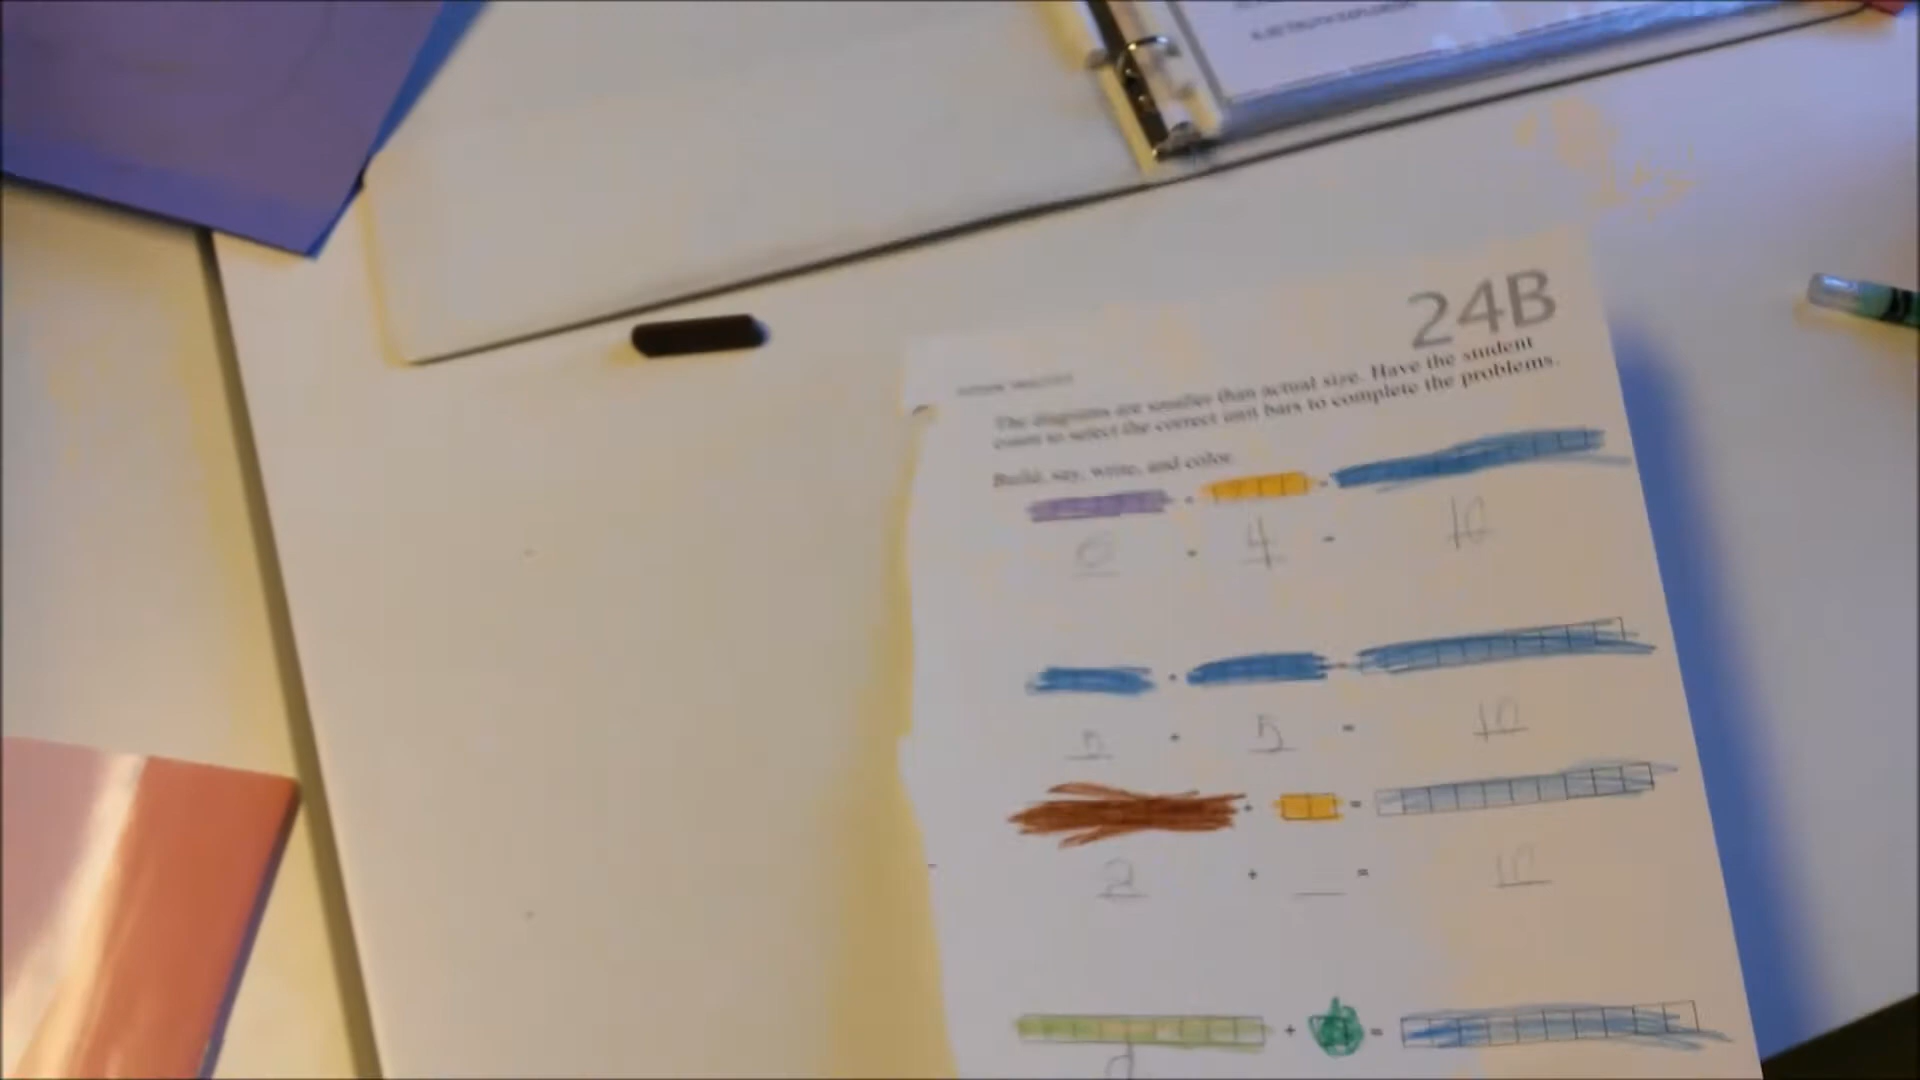 24B
The diagrams are smaller than actual size. Have the student
count to select the correct unit bars to complete the problems.
Build, say, write, and color.
+ =
4 10
+ =
5 + 5 = 10
+ =
2 + __ = 10
+ =